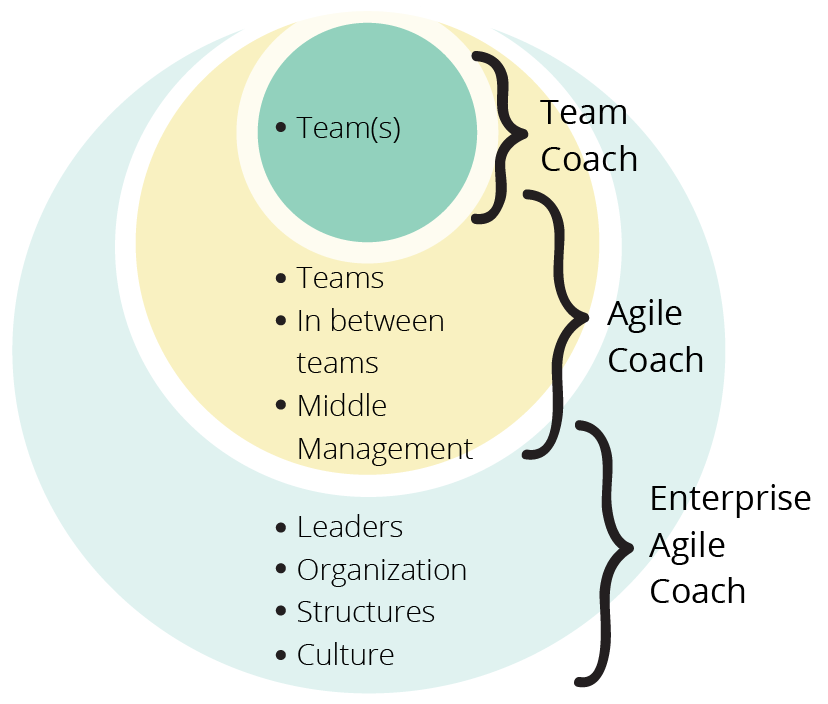 • Team(s)
Team
Coach
• Teams
• In between
teams
• Middle
Management
Agile
Coach
• Leaders
• Organization
• Structures
• Culture
Enterprise
Agile
Coach